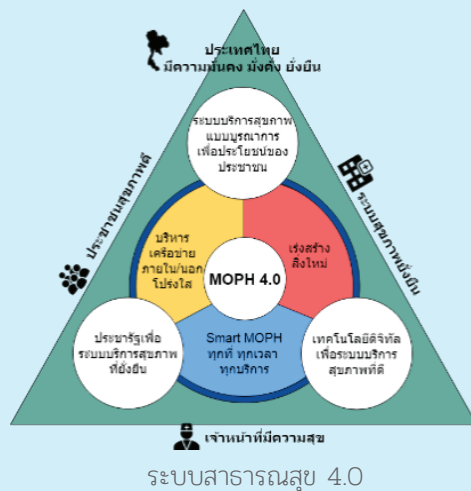 ประเทศไทย
มีความมั่นคง มั่งคั่ง ยั่งยืน
ระบบบริการสุขภาพ
แบบบูรณาการ
เพื่อประโยชน์ของ
ประชาชน
ประชาชนสุขภาพดี
ระบบสุขภาพยั่งยืน
บริหาร
เครือข่าย
ภายใน/นอก
โปร่งใส
MOPH 4.0
เร่งสร้าง
สิ่งใหม่
ประชารัฐเพื่อ
ระบบบริการสุขภาพ
ที่ยั่งยืน
Smart MOPH
ทุกที่ ทุกเวลา
ทุกบริการ
เทคโนโลยีดิจิทัล
เพื่อระบบบริการ
สุขภาพที่ดี
เจ้าหน้าที่มีความสุข
ระบบสาธารณสุข 4.0